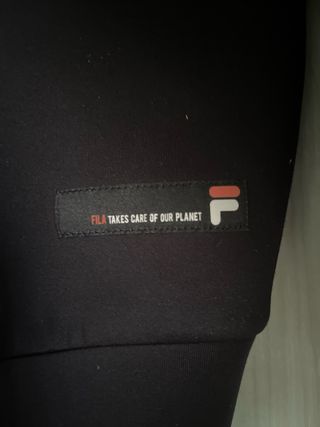 FILA TAKES CARE OF OUR PLANET F